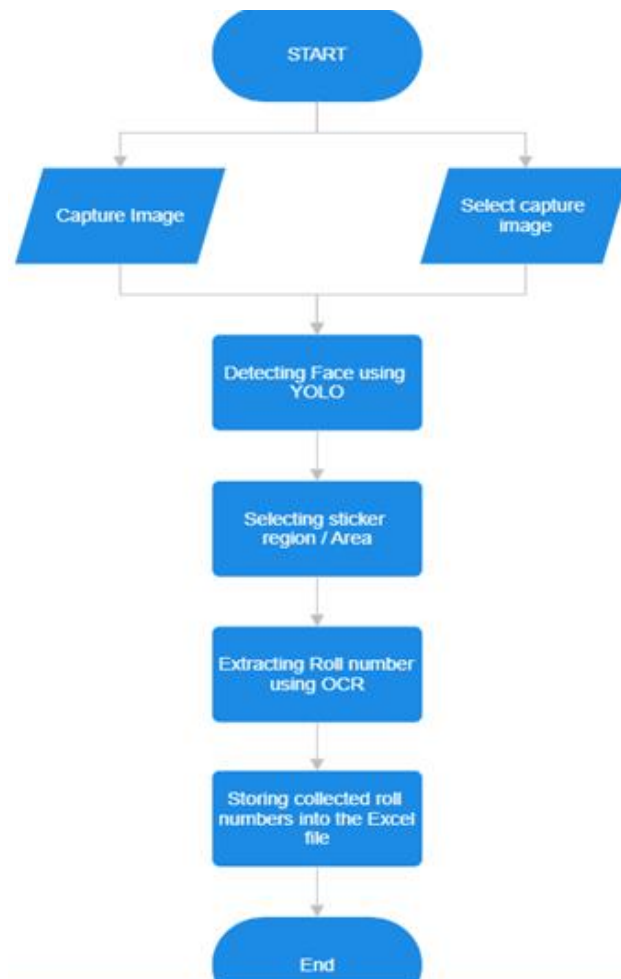 START
Capture Image
Select capture
image
Detecting Face using
YOLO
Selecting sticker
region / Area
Extracting Roll number
using OCR
Storing collected roll
numbers into the Excel
file
End